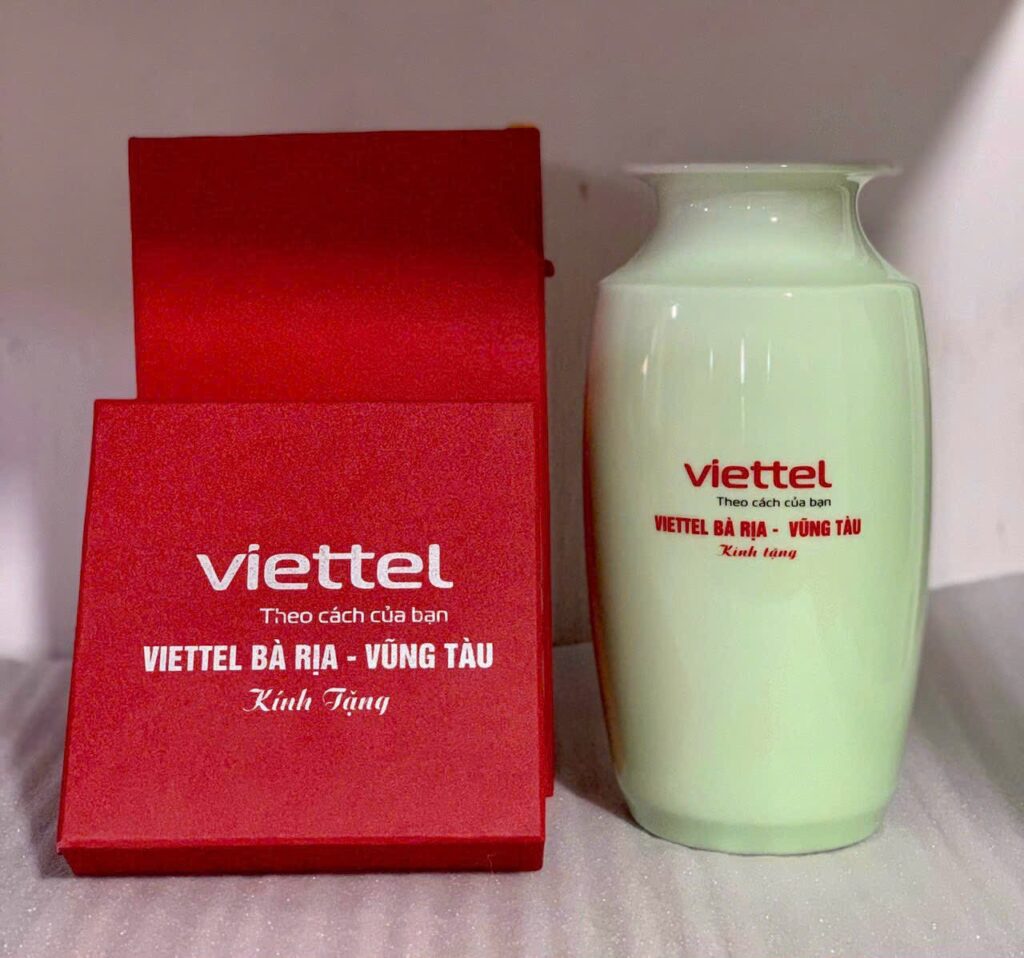 viettel
Theo cách của bạn
VIETTEL BÀ RỊA - VŨNG TÀU
Kính Tặng
viettel
Theo cách của bạn
VIETTEL BÀ RỊA - VŨNG TÀU
Kính tặng